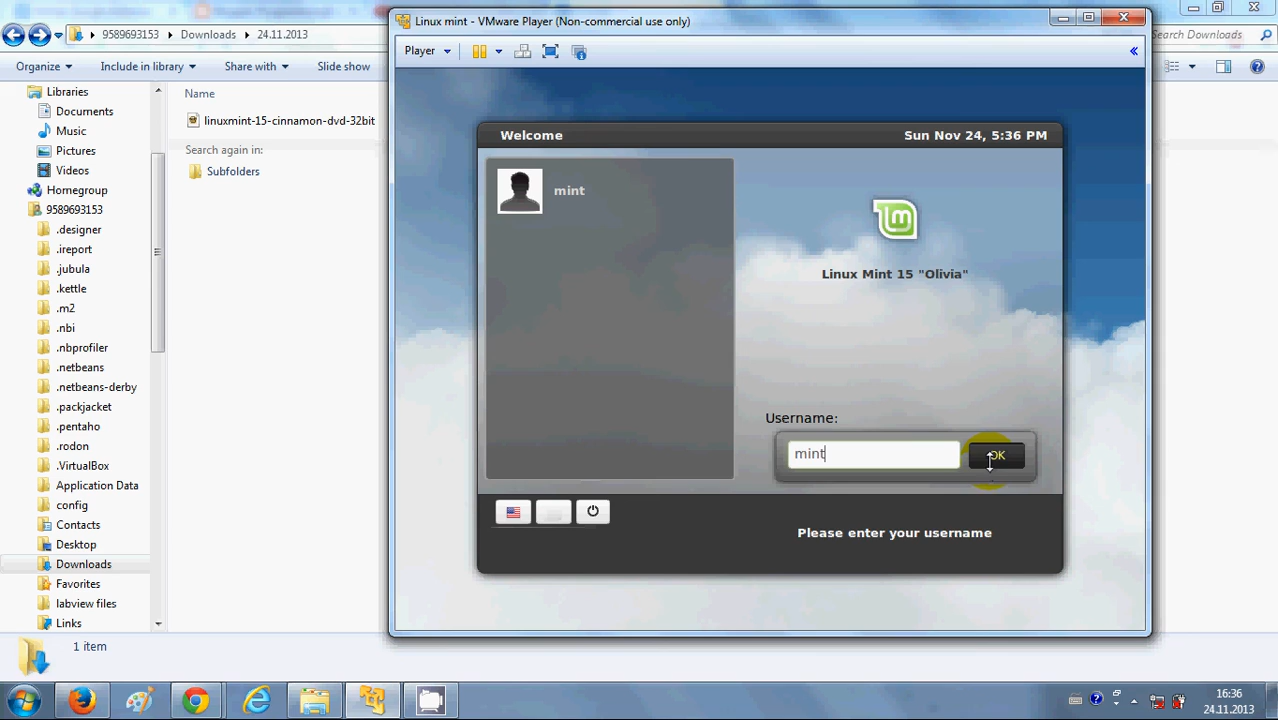 Linux mint - VMware Player (Non-commercial use only)
9589693153
Downloads
24.11.2013
Search Downloads
Organize
Include in library
Share with
Slide show
Player
Libraries
Documents
Music
Pictures
Videos
Homegroup
9589693153
.designer
.ireport
.jubula
.kettle
.m2
.nbi
.nbprofiler
.netbeans
.netbeans-derby
.packjacket
.pentaho
.rodon
.VirtualBox
Application Data
config
Contacts
Desktop
Downloads
Favorites
labview files
Links
Name
linuxmint-15-cinnamon-dvd-32bit
Search again in:
Subfolders
Welcome
Sun Nov 24, 5:36 PM
mint
Linux Mint 15 "Olivia"
Username:
mint
OK
Please enter your username
1 item
16:36
24.11.2013